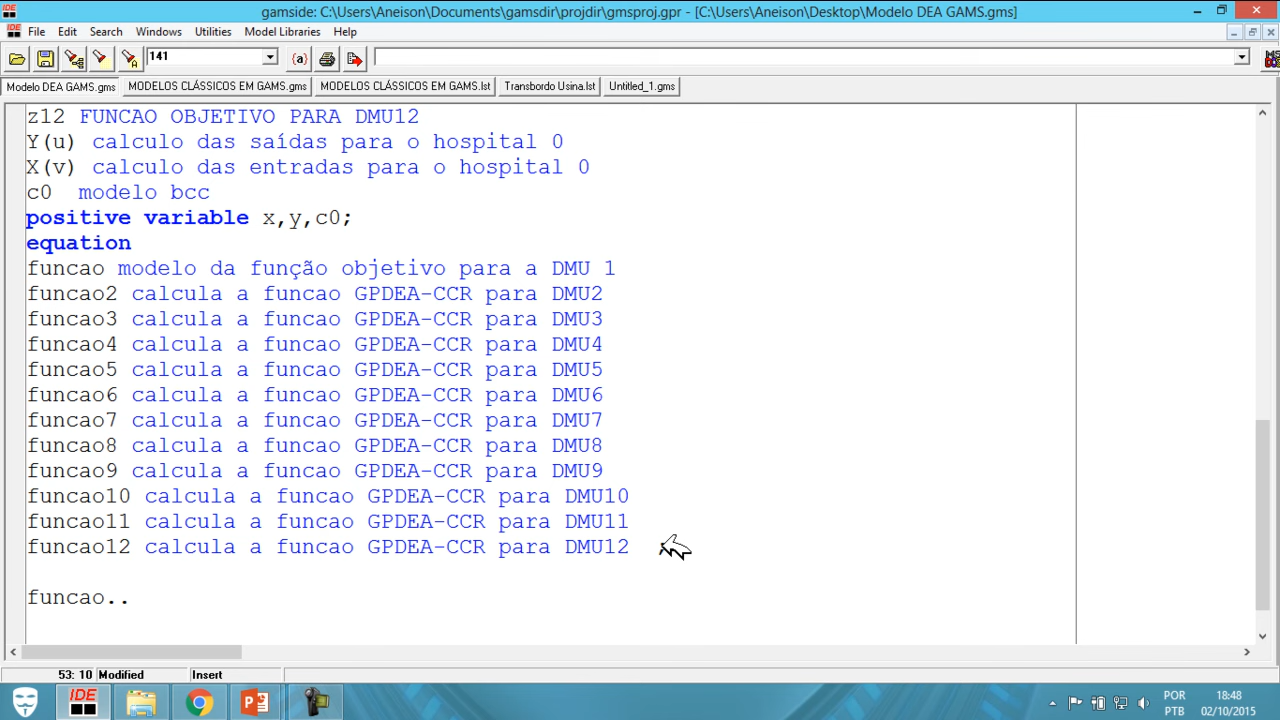 gamside: C:\Users\Aneison\Documents\gamsdir\projdir\gmsproj.gpr - [C:\Users\Aneison\Desktop\Modelo DEA GAMS.gms]
IDE File Edit Search Windows Utilities Model Libraries Help
141
{a}
Modelo DEA GAMS.gms MODELOS CLÁSSICOS EM GAMS.gms MODELOS CLÁSSICOS EM GAMS.lst Transbordo Usina.lst Untitled_1.gms
z12 FUNCAO OBJETIVO PARA DMU12
Y(u) calculo das saídas para o hospital 0
X(v) calculo das entradas para o hospital 0
c0 modelo bcc
positive variable x,y,c0;
equation
funcao modelo da função objetivo para a DMU 1
funcao2 calcula a funcao GPDEA-CCR para DMU2
funcao3 calcula a funcao GPDEA-CCR para DMU3
funcao4 calcula a funcao GPDEA-CCR para DMU4
funcao5 calcula a funcao GPDEA-CCR para DMU5
funcao6 calcula a funcao GPDEA-CCR para DMU6
funcao7 calcula a funcao GPDEA-CCR para DMU7
funcao8 calcula a funcao GPDEA-CCR para DMU8
funcao9 calcula a funcao GPDEA-CCR para DMU9
funcao10 calcula a funcao GPDEA-CCR para DMU10
funcao11 calcula a funcao GPDEA-CCR para DMU11
funcao12 calcula a funcao GPDEA-CCR para DMU12
funcao..
53: 10 Modified Insert
IDE
POR 18:48
PTB 02/10/2015